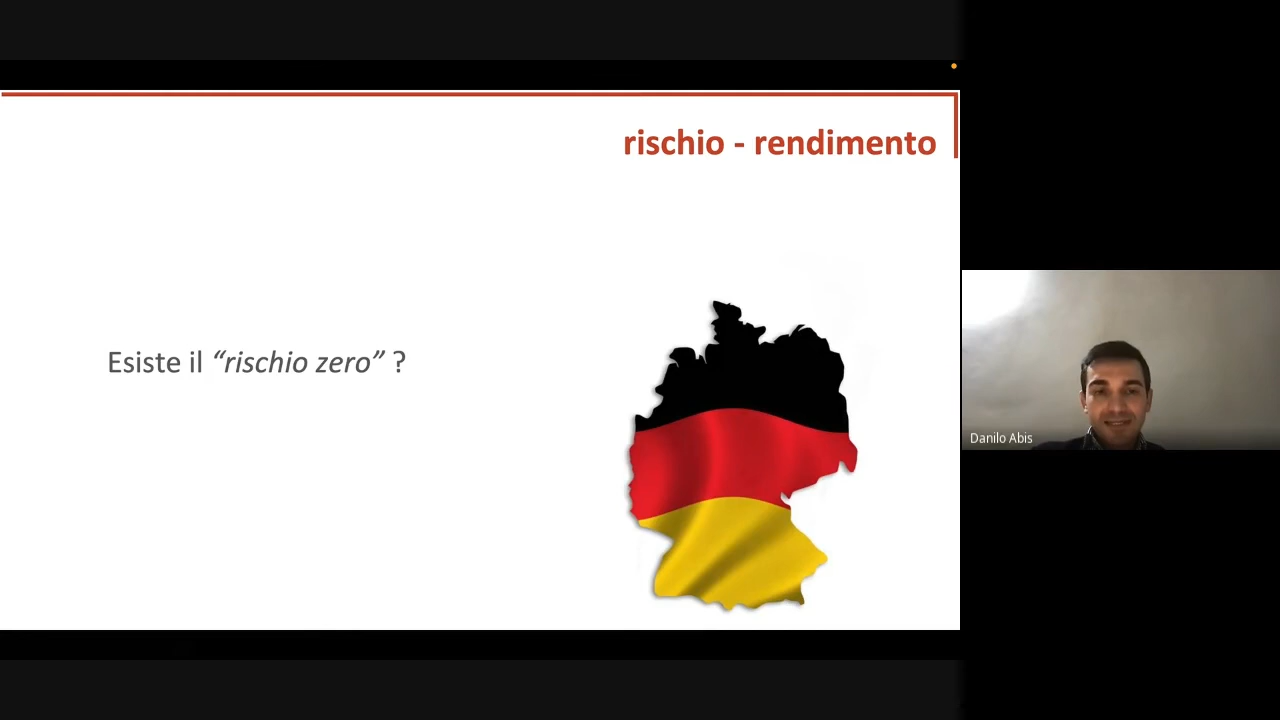 rischio - rendimento
Esiste il “rischio zero” ?
Danilo Abis